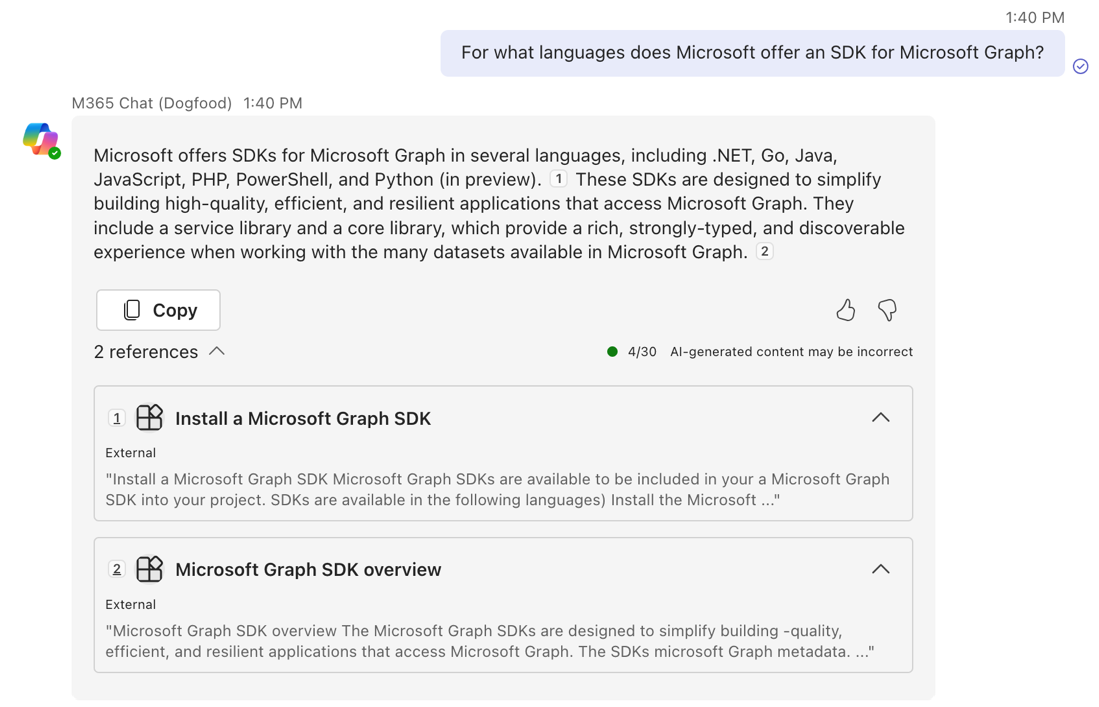 1:40 PM
For what languages does Microsoft offer an SDK for Microsoft Graph?
M365 Chat (Dogfood) 1:40 PM
Microsoft offers SDKs for Microsoft Graph in several languages, including .NET, Go, Java,
JavaScript, PHP, PowerShell, and Python (in preview). 1 These SDKs are designed to simplify
building high-quality, efficient, and resilient applications that access Microsoft Graph. They
include a service library and a core library, which provide a rich, strongly-typed, and discoverable
experience when working with the many datasets available in Microsoft Graph. 2
Copy
2 references
4/30 AI-generated content may be incorrect
1 Install a Microsoft Graph SDK
External
"Install a Microsoft Graph SDK Microsoft Graph SDKs are available to be included in your a Microsoft Graph
SDK into your project. SDKs are available in the following languages) Install the Microsoft ..."
2 Microsoft Graph SDK overview
External
"Microsoft Graph SDK overview The Microsoft Graph SDKs are designed to simplify building -quality,
efficient, and resilient applications that access Microsoft Graph. The SDKs microsoft Graph metadata. ..."